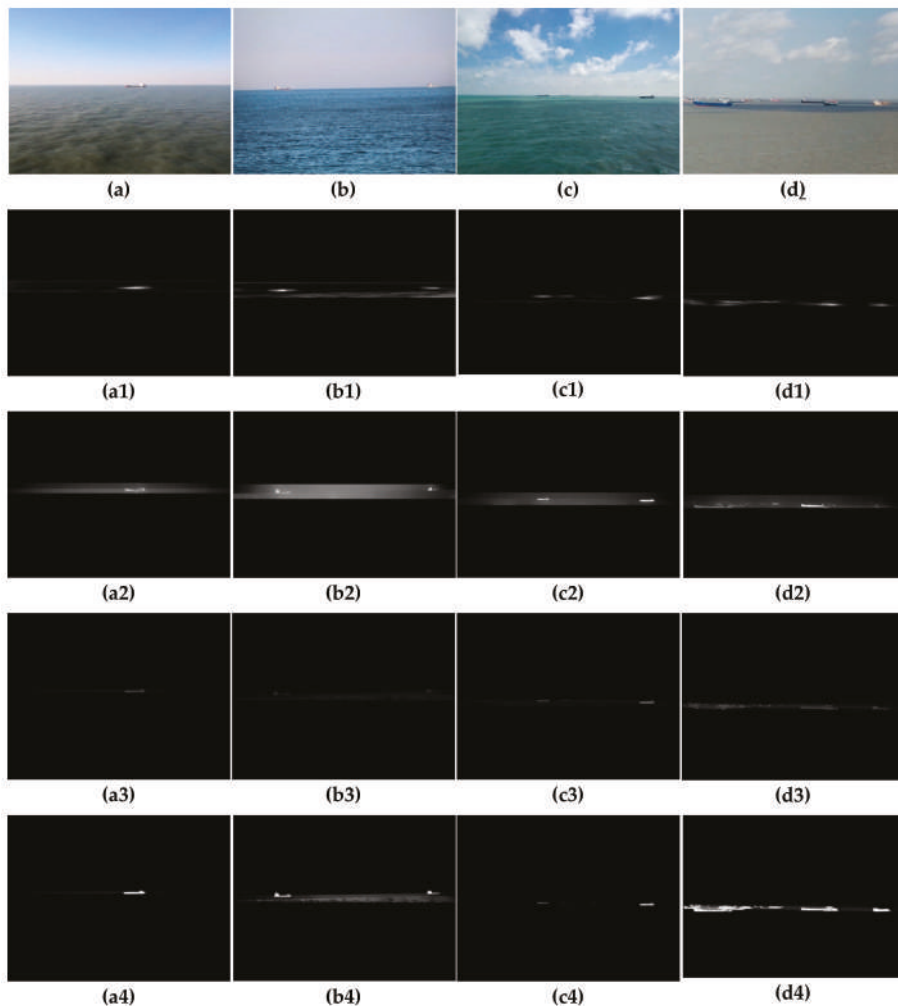 (a) (b) (c) (d)
(a1) (b1) (c1) (d1)
(a2) (b2) (c2) (d2)
(a3) (b3) (c3) (d3)
(a4) (b4) (c4) (d4)